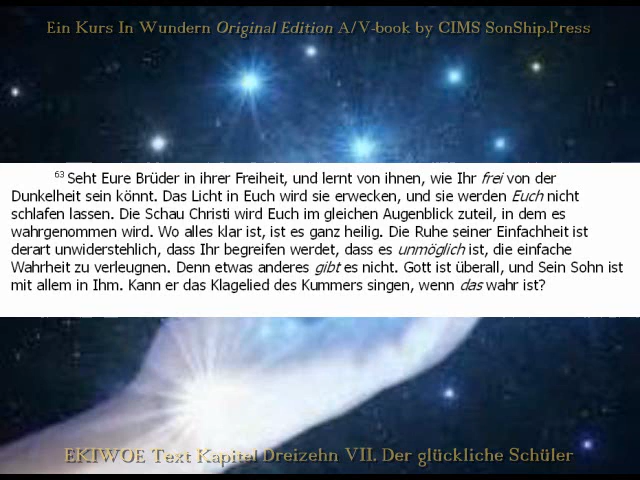 Ein Kurs In Wundern Original Edition A/V-book by CIMS SonShip.Press
63 Seht Eure Brüder in ihrer Freiheit, und lernt von ihnen, wie Ihr frei von der
Dunkelheit sein könnt. Das Licht in Euch wird sie erwecken, und sie werden Euch nicht
schlafen lassen. Die Schau Christi wird Euch im gleichen Augenblick zuteil, in dem es
wahrgenommen wird. Wo alles klar ist, ist es ganz heilig. Die Ruhe seiner Einfachheit ist
derart unwiderstehlich, dass Ihr begreifen werdet, dass es unmöglich ist, die einfache
Wahrheit zu verleugnen. Denn etwas anderes gibt es nicht. Gott ist überall, und Sein Sohn ist
mit allem in Ihm. Kann er das Klagelied des Kummers singen, wenn das wahr ist?
EKIWOE Text Kapitel Dreizehn VII. Der glückliche Schüler